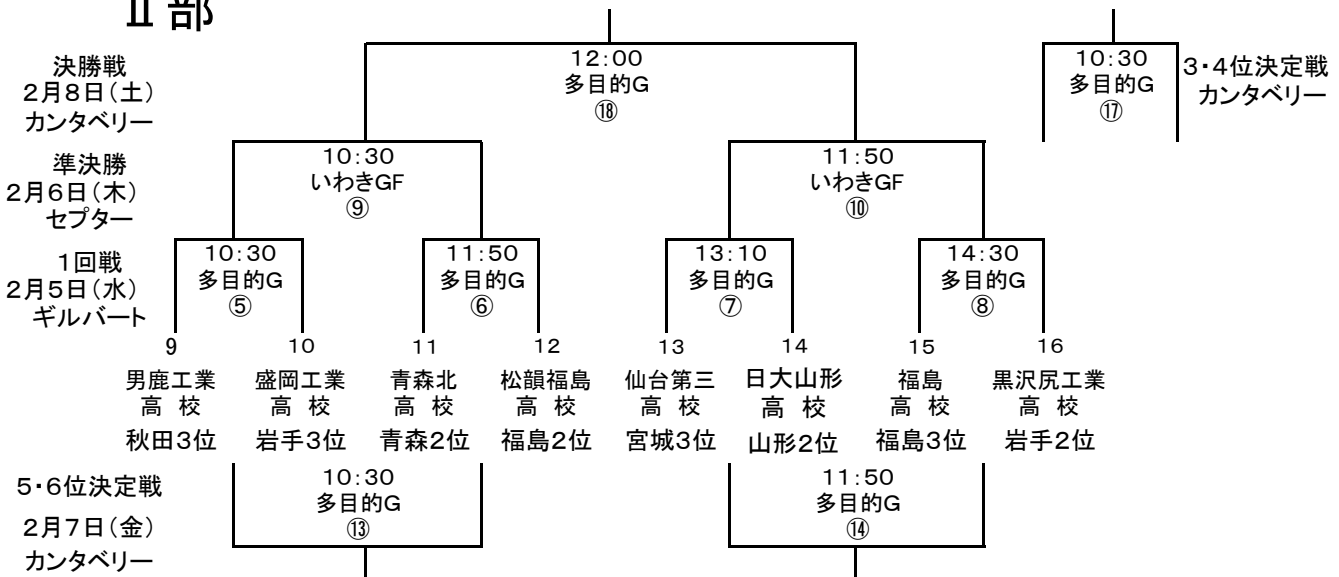 Ⅱ部
決勝戦
2月8日(土)
カンタベリー
12:00
多目的G
⑱
10:30
多目的G
⑰
3・4位決定戦
カンタベリー
準決勝
2月6日(木)
セプター
10:30
いわきGF
⑨
11:50
いわきGF
⑩
1回戦
2月5日(水)
ギルバート
10:30
多目的G
⑤
11:50
多目的G
⑥
13:10
多目的G
⑦
14:30
多目的G
⑧
9
男鹿工業
高校
秋田3位
10
盛岡工業
高校
岩手3位
11
青森北
高校
青森2位
12
松韻福島
高校
福島2位
13
仙台第三
高校
宮城3位
14
日大山形
高校
山形2位
15
福島
高校
福島3位
16
黒沢尻工業
高校
岩手2位
5・6位決定戦
2月7日(金)
カンタベリー
10:30
多目的G
⑬
11:50
多目的G
⑭